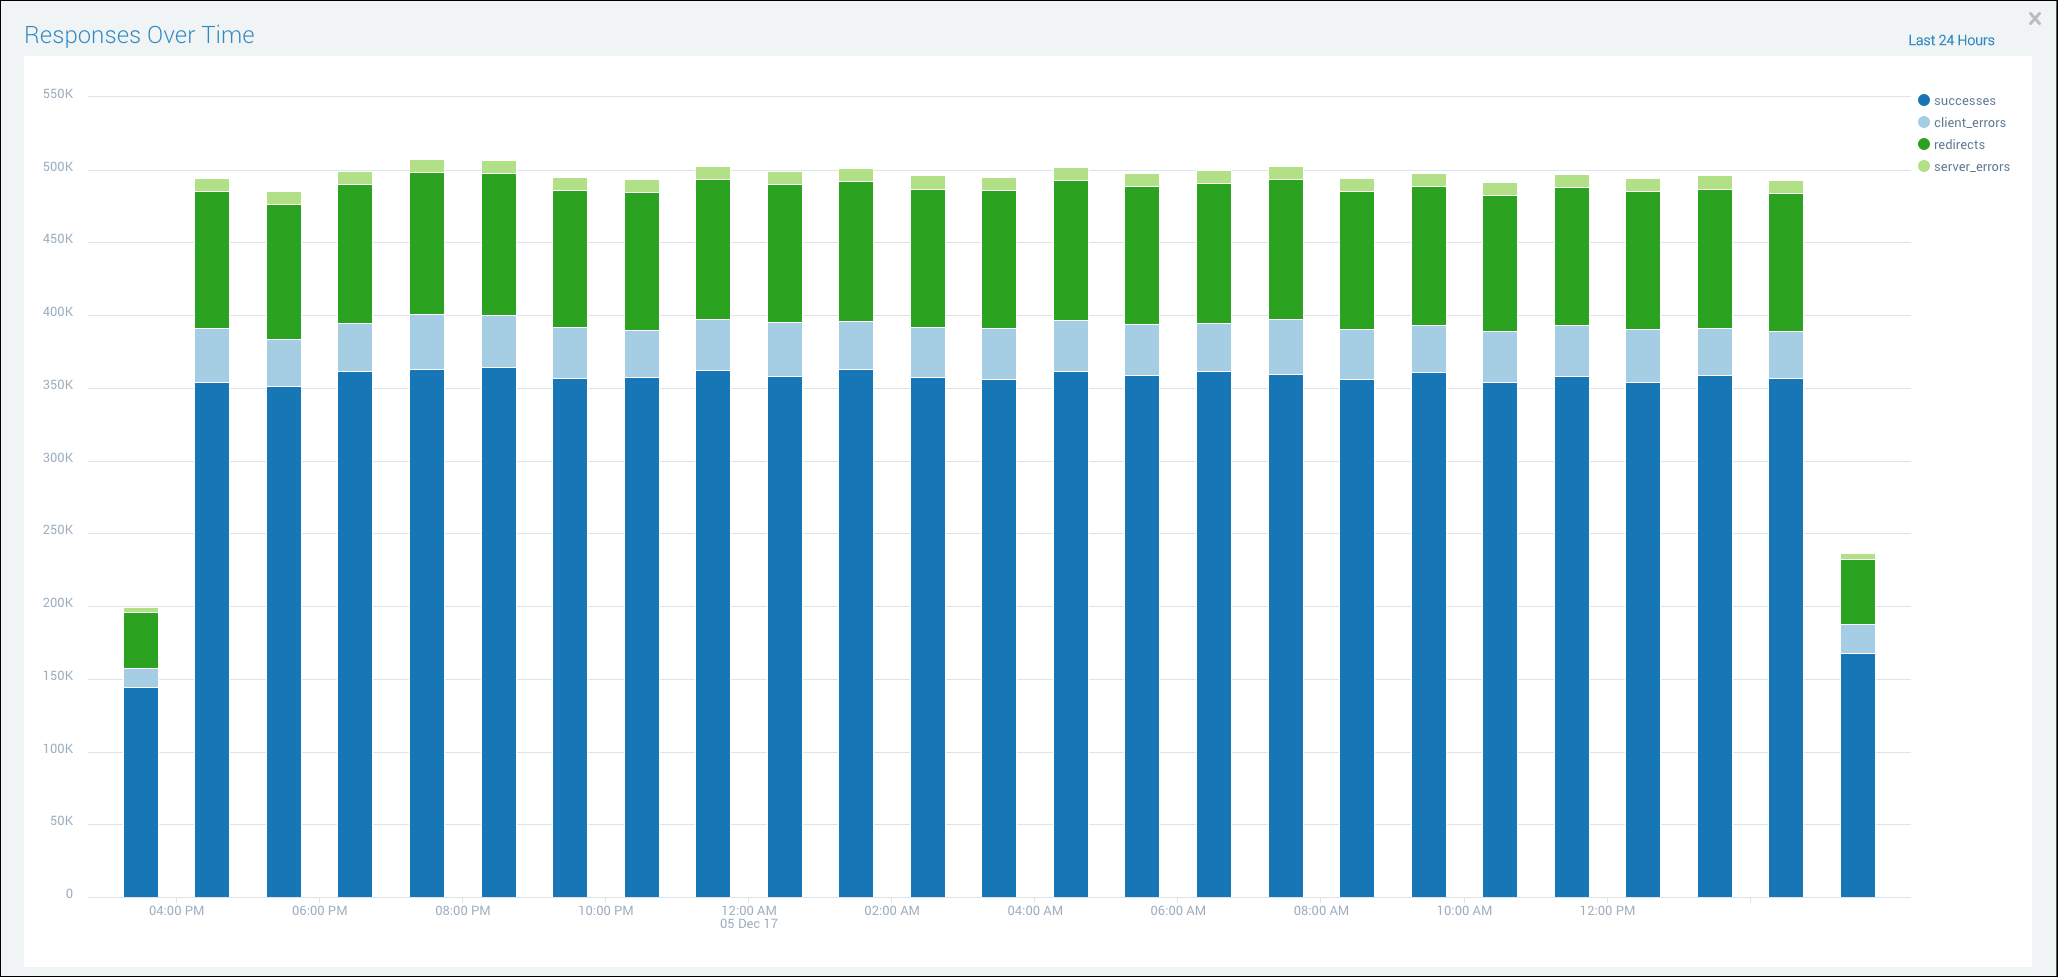 Responses Over Time
×
Last 24 Hours
550K
500K
450K
400K
350K
300K
250K
200K
150K
100K
50K
0
successes
client_errors
redirects
server_errors
04:00 PM 06:00 PM 08:00 PM 10:00 PM 12:00 AM 02:00 AM 04:00 AM 06:00 AM 08:00 AM 10:00 AM 12:00 PM
05 Dec 17